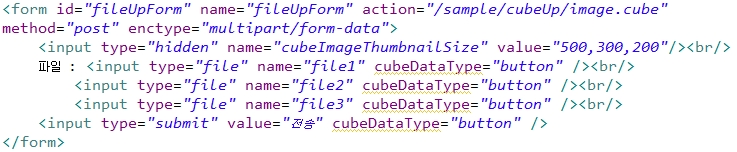 <form id="fileUpForm" name="fileUpForm" action="/sample/cubeUp/image.cube"
method="post" enctype="multipart/form-data">
<input type="hidden" name="cubeImageThumbnailSize" value="500,300,200"/><br/>
파일 : <input type="file" name="file1" cubeDataType="button" /><br/>
<input type="file" name="file2" cubeDataType="button" /><br/>
<input type="file" name="file3" cubeDataType="button" /><br/>
<input type="submit" value="전송" cubeDataType="button" />
</form>